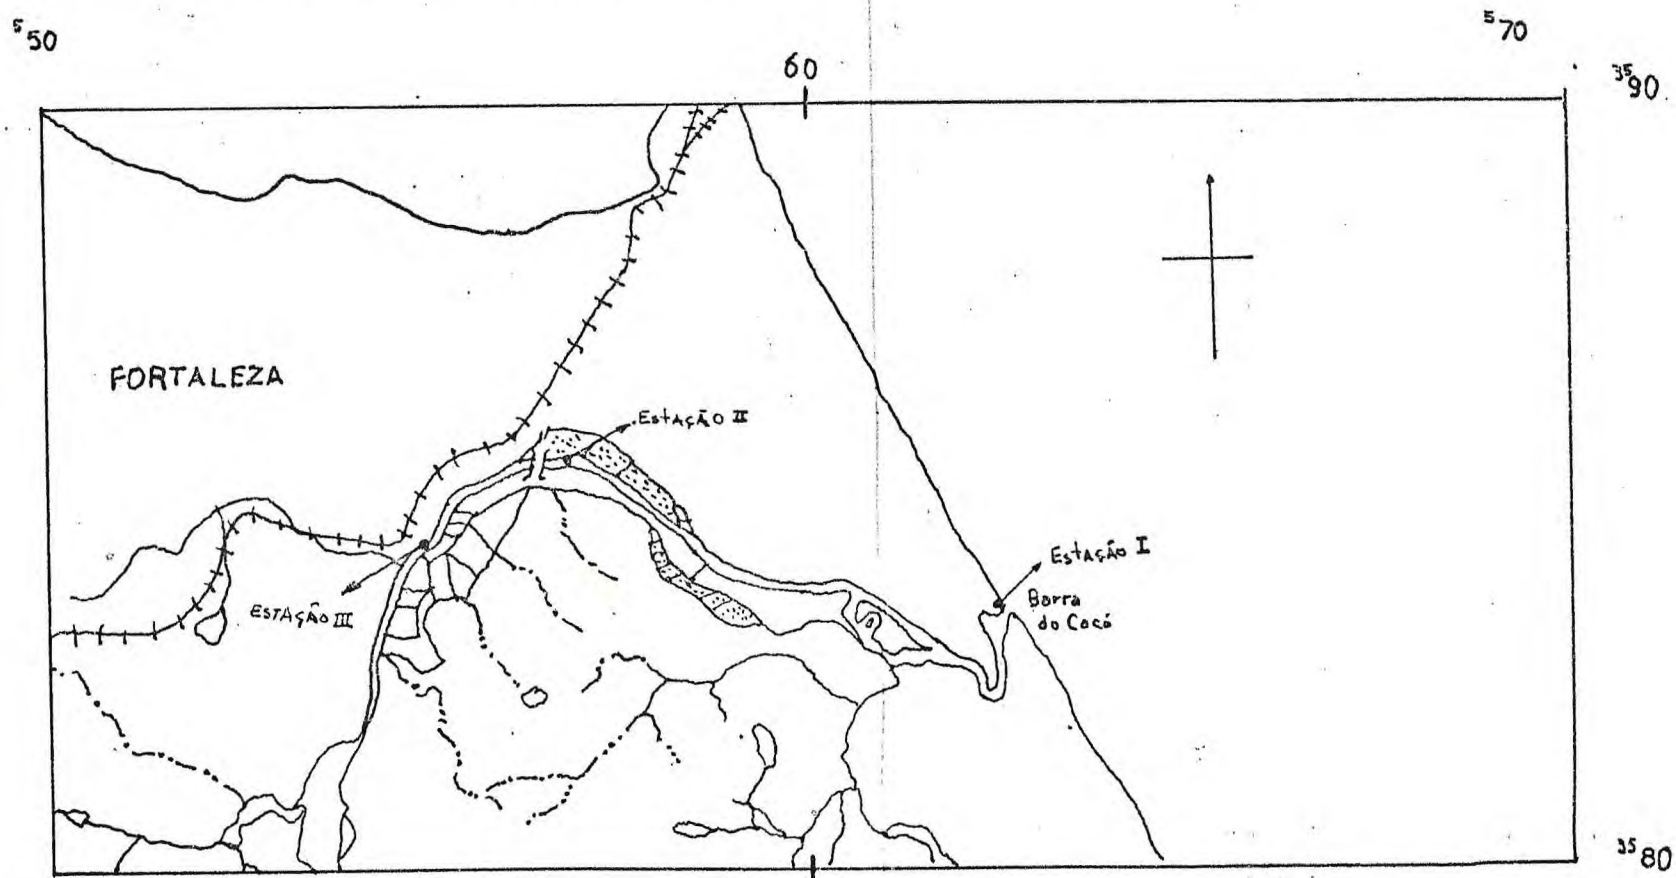 ⁵50
60
⁵70
³⁵90
FORTALEZA
EstAÇÃO II
EstAÇÃO I
Barra
do Cocó
ESTAÇÃO III
³⁵80